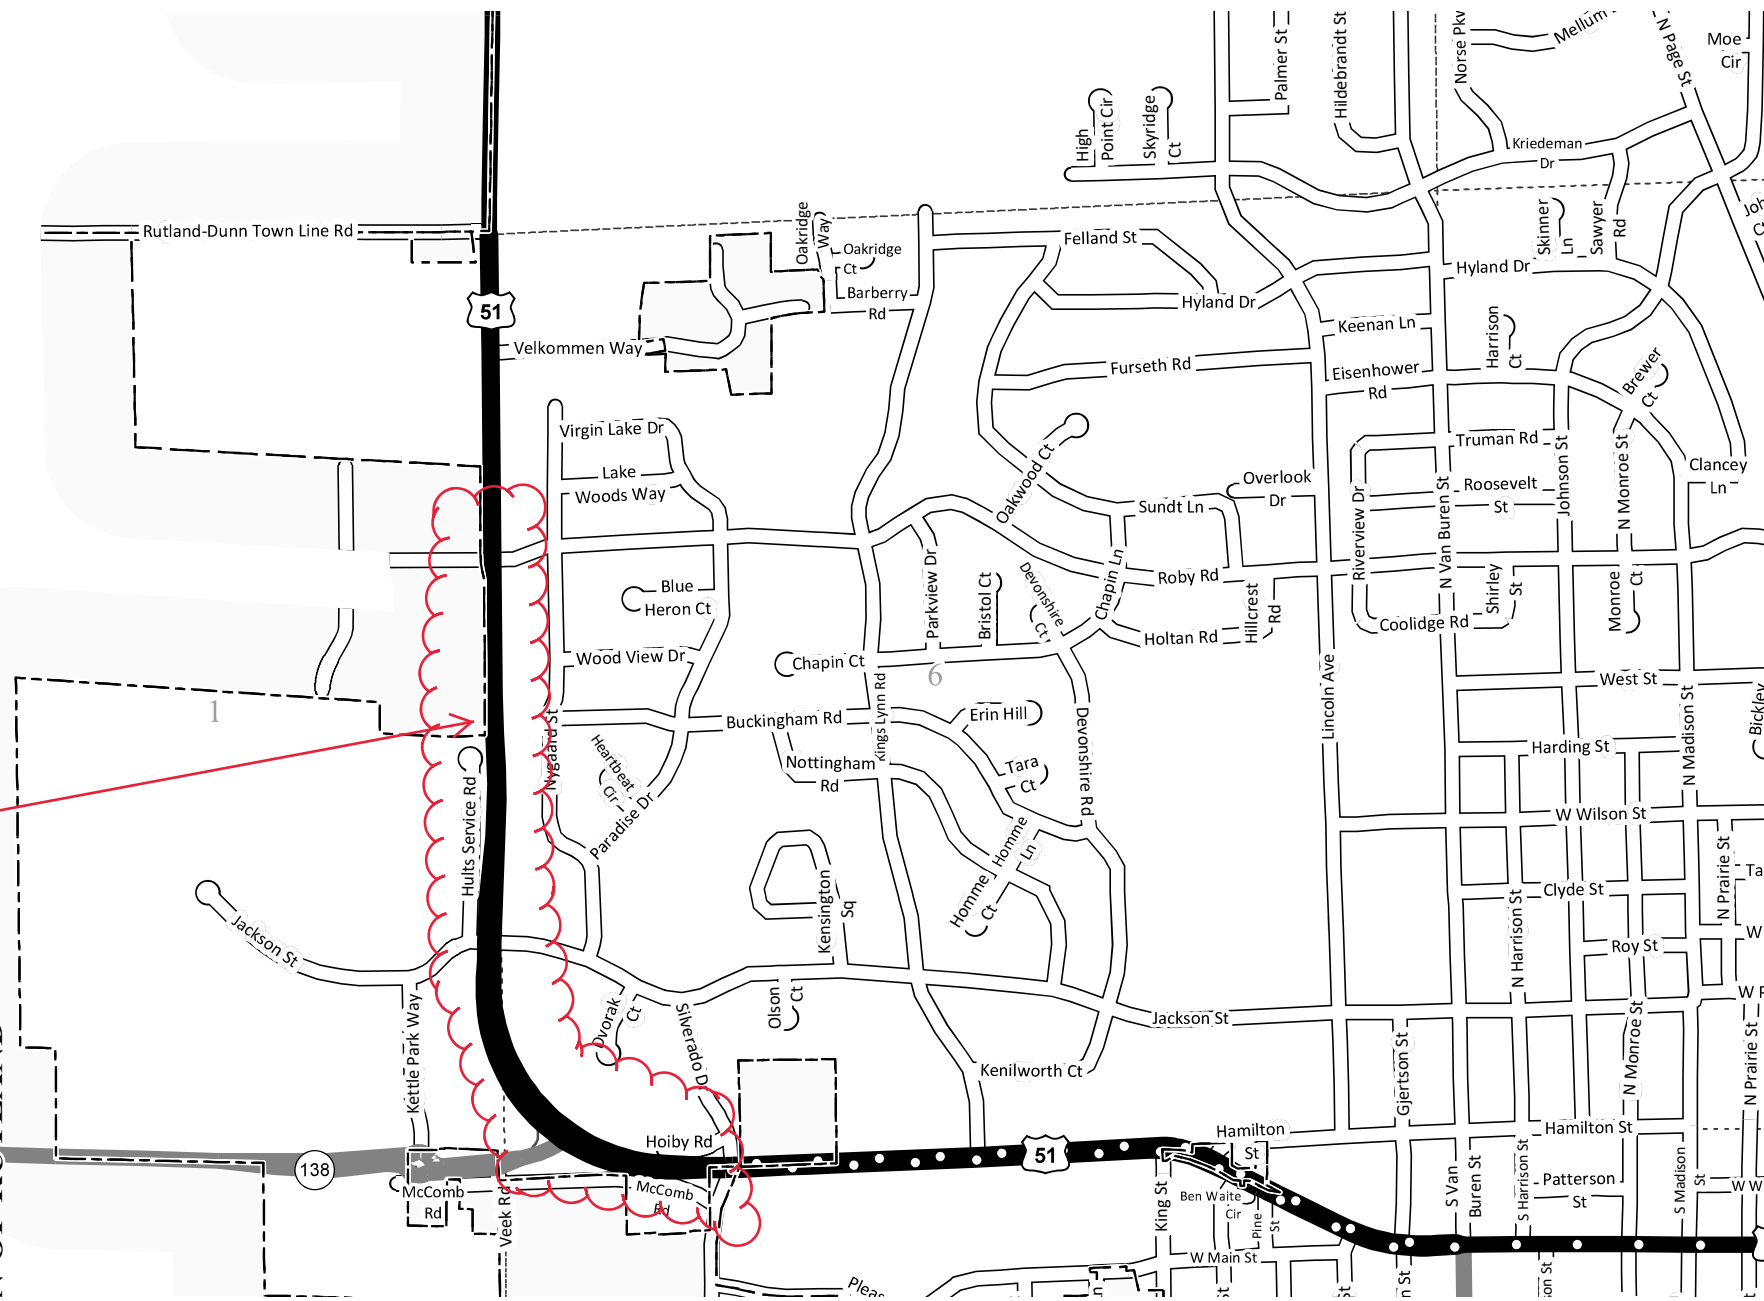 Palmer St
Hildebrandt St
Norse Pkwy
N Page St
Moe
Cir
High
Point Cir
Skyridge
Ct
Kriedeman
Dr
Rutland-Dunn Town Line Rd
Oakridge
Way
Oakridge
Ct
Felland St
Skinner
Ln
Sawyer
Rd
Hyland Dr
Barberry
Rd
Hyland Dr
51
Velkommen Way
Keenan Ln
Harrison
Ct
Furseth Rd
Eisenhower
Rd
Brewer
Ct
Virgin Lake Dr
Lake
Woods Way
Oakwood Ct
Truman Rd
Johnson St
N Monroe St
Clancey
Ln
Overlook
Dr
Roosevelt
St
Sundt Ln
Riverview Dr
N Van Buren St
Roby Rd
Parkview Dr
Bristol Ct
Devonshire
Ct
Chapin Ln
Blue
Heron Ct
Hillcrest
Rd
Shirley
St
Monroe
Ct
Holtan Rd
Coolidge Rd
Wood View Dr
Chapin Ct
6
1
West St
Lincoln Ave
Kings Lynn Rd
Buckingham Rd
Erin Hill
Devonshire Rd
N Madison St
Bickley
Nygaard St
Heartbeat
Cir
Nottingham
Rd
Tara
Ct
Harding St
Hults Service Rd
Paradise Dr
W Wilson St
Homme
Ln
Homme
Ct
Kensington
Sq
Clyde St
N Prairie St
Ta
Jackson St
N Harrison St
Roy St
W
Kettle Park Way
Dvorak
Ct
Silverado Dr
Olson
Ct
Jackson St
N Monroe St
N Prairie St
Gjertson St
Kenilworth Ct
Hoiby Rd
51
Hamilton
St
Hamilton St
138
McComb
Rd
Veek Rd
McComb
Rd
King St
Ben Waite
Cir
Pine
St
S Van
Buren St
S Harrison St
Patterson
St
S Madison
St
W W
W Main St
Pleas